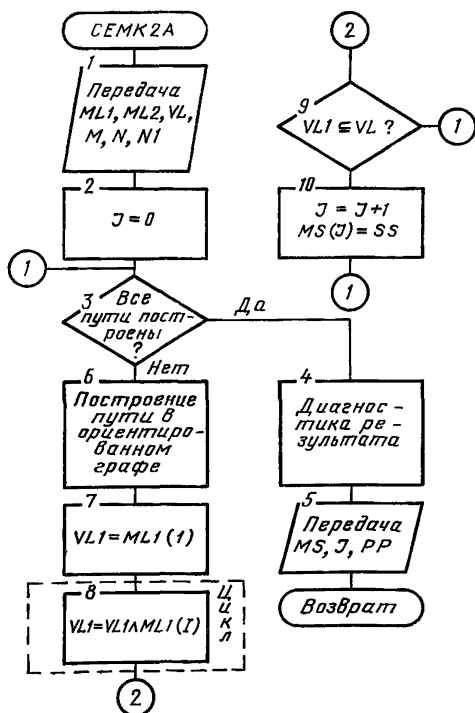 СЕМК2А
1
Передача
ML1, ML2, VL,
M, N, N1
2
J=0
1
3
Все
пути пост-
роены
?
Да
Нет
6
Построние
пути в
ориентиро-
ванном
графе
7
VL1=ML1(1)
8
Цикл
VL1=VL1∧ML1(I)
2
2
9
VL1⊆VL ?
1
10
J = J+1
MS(J)=SS
1
4
Диагнос-
тика ре-
зультата
5
Передача
MS, J, PP
Возврат